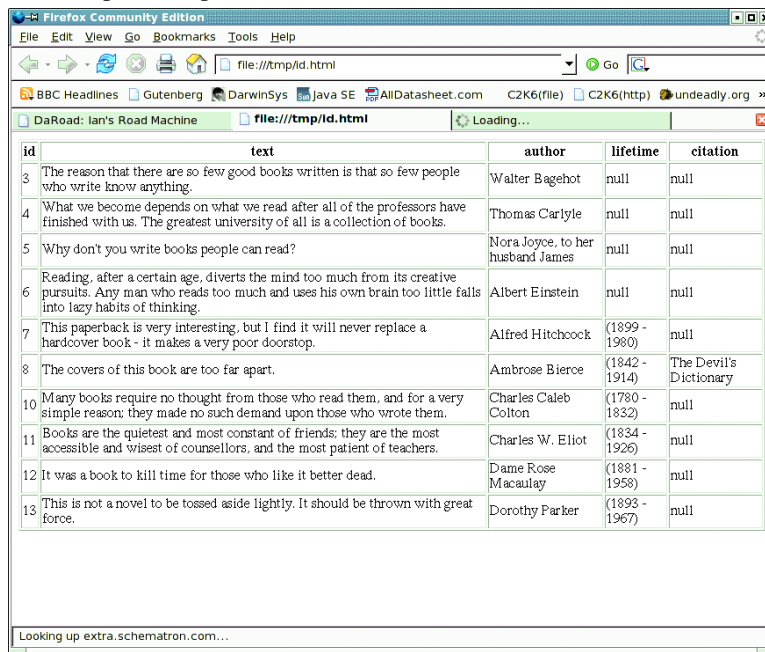 Firefox Community Edition
File Edit View Go Bookmarks Tools Help
file:///tmp/id.html Go G
BBC Headlines Gutenberg DarwinSys Java SE AllDatasheet.com C2K6(file) C2K6(http) undeadly.org »
DaRoad: Ian's Road Machine file:///tmp/id.html Loading...
id text author lifetime citation
3 The reason that there are so few good books written is that so few people
who write know anything. Walter Bagehot null null
4 What we become depends on what we read after all of the professors have
finished with us. The greatest university of all is a collection of books. Thomas Carlyle null null
5 Why don't you write books people can read? Nora Joyce, to her
husband James null null
6 Reading, after a certain age, diverts the mind too much from its creative
pursuits. Any man who reads too much and uses his own brain too little falls
into lazy habits of thinking. Albert Einstein null null
7 This paperback is very interesting, but I find it will never replace a
hardcover book - it makes a very poor doorstop. Alfred Hitchcock (1899 -
1980) null
8 The covers of this book are too far apart. Ambrose Bierce (1842 -
1914) The Devil's
Dictionary
10 Many books require no thought from those who read them, and for a very
simple reason; they made no such demand upon those who wrote them. Charles Caleb
Colton (1780 -
1832) null
11 Books are the quietest and most constant of friends; they are the most
accessible and wisest of counsellors, and the most patient of teachers. Charles W. Eliot (1834 -
1926) null
12 It was a book to kill time for those who like it better dead. Dame Rose
Macaulay (1881 -
1958) null
13 This is not a novel to be tossed aside lightly. It should be thrown with great
force. Dorothy Parker (1893 -
1967) null
Looking up extra.schematron.com...